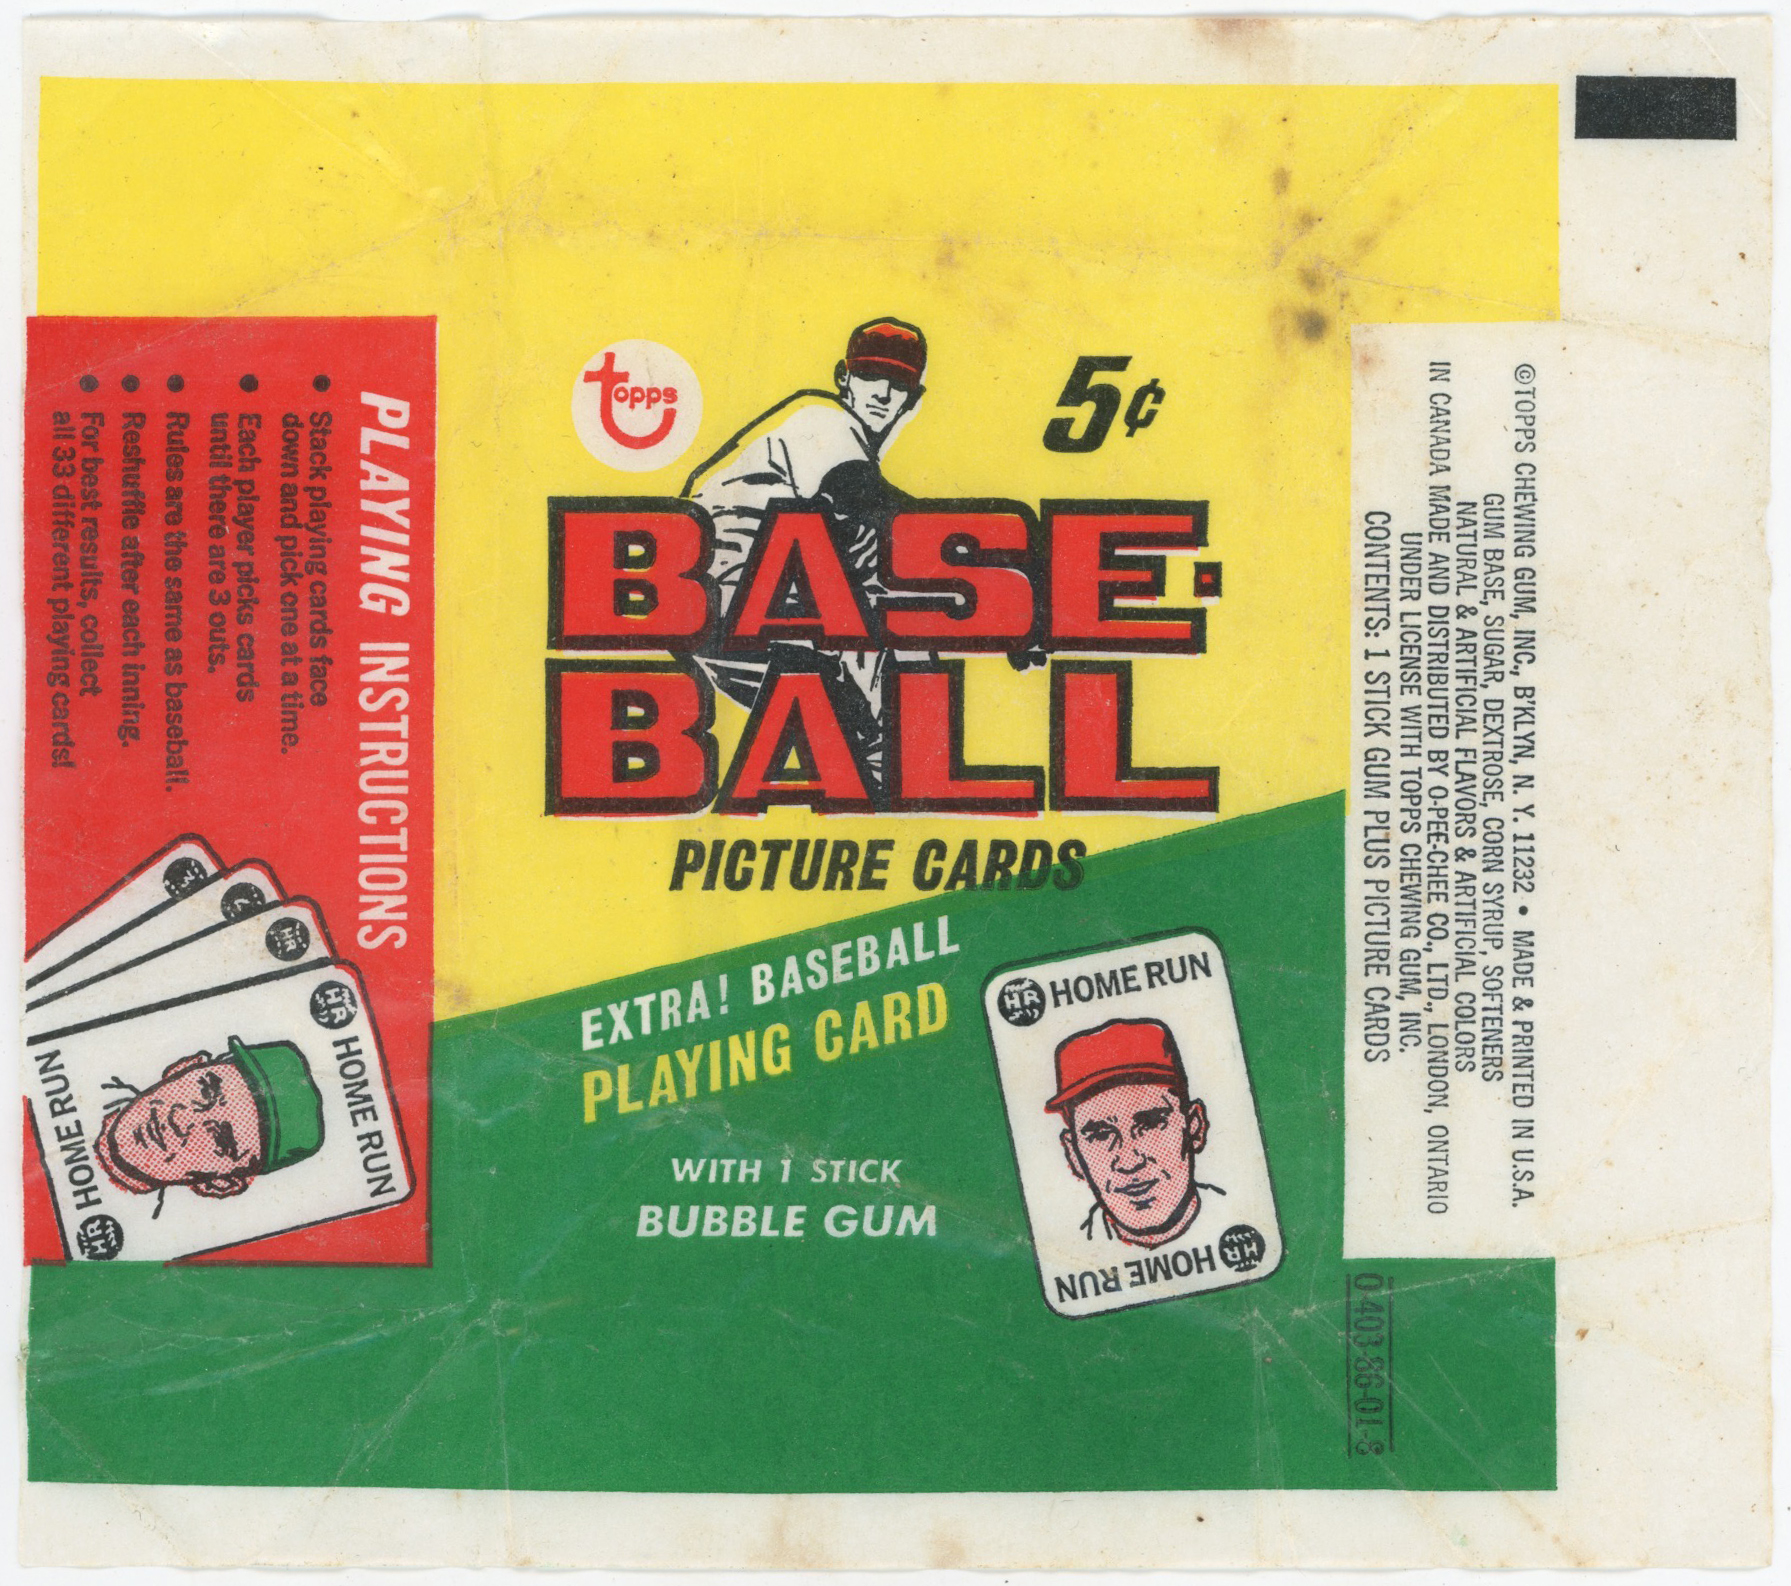 topps
5¢
BASE-
BALL
PICTURE CARDS
EXTRA! BASEBALL
PLAYING CARD
WITH 1 STICK
BUBBLE GUM
HR HOME RUN
HR HOME RUN
PLAYING INSTRUCTIONS
• Stack playing cards face
down and pick one at a time.
• Each player picks cards
until there are 3 outs.
• Rules are the same as baseball.
• Reshuffle after each inning.
• For best results, collect
all 33 different playing cards!
HR
HR HOME RUN
HR HOME RUN
©TOPPS CHEWING GUM, INC., B'KLYN, N. Y. 11232 • MADE & PRINTED IN U.S.A.
GUM BASE, SUGAR, DEXTROSE, CORN SYRUP, SOFTENERS
NATURAL & ARTIFICIAL FLAVORS & ARTIFICIAL COLORS
IN CANADA MADE AND DISTRIBUTED BY O-PEE-CHEE CO., LTD., LONDON, ONTARIO
UNDER LICENSE WITH TOPPS CHEWING GUM, INC.
CONTENTS: 1 STICK GUM PLUS PICTURE CARDS
0-403-86-01-8